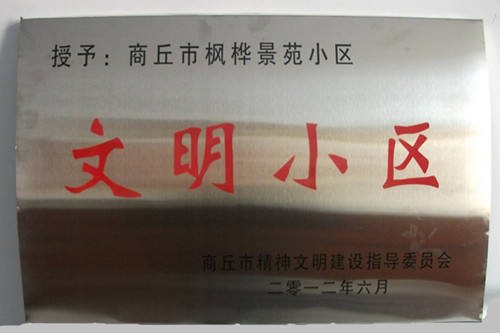 授予：商丘市枫桦景苑小区
文明小区
商丘市精神文明建设指导委员会
二零一二年六月